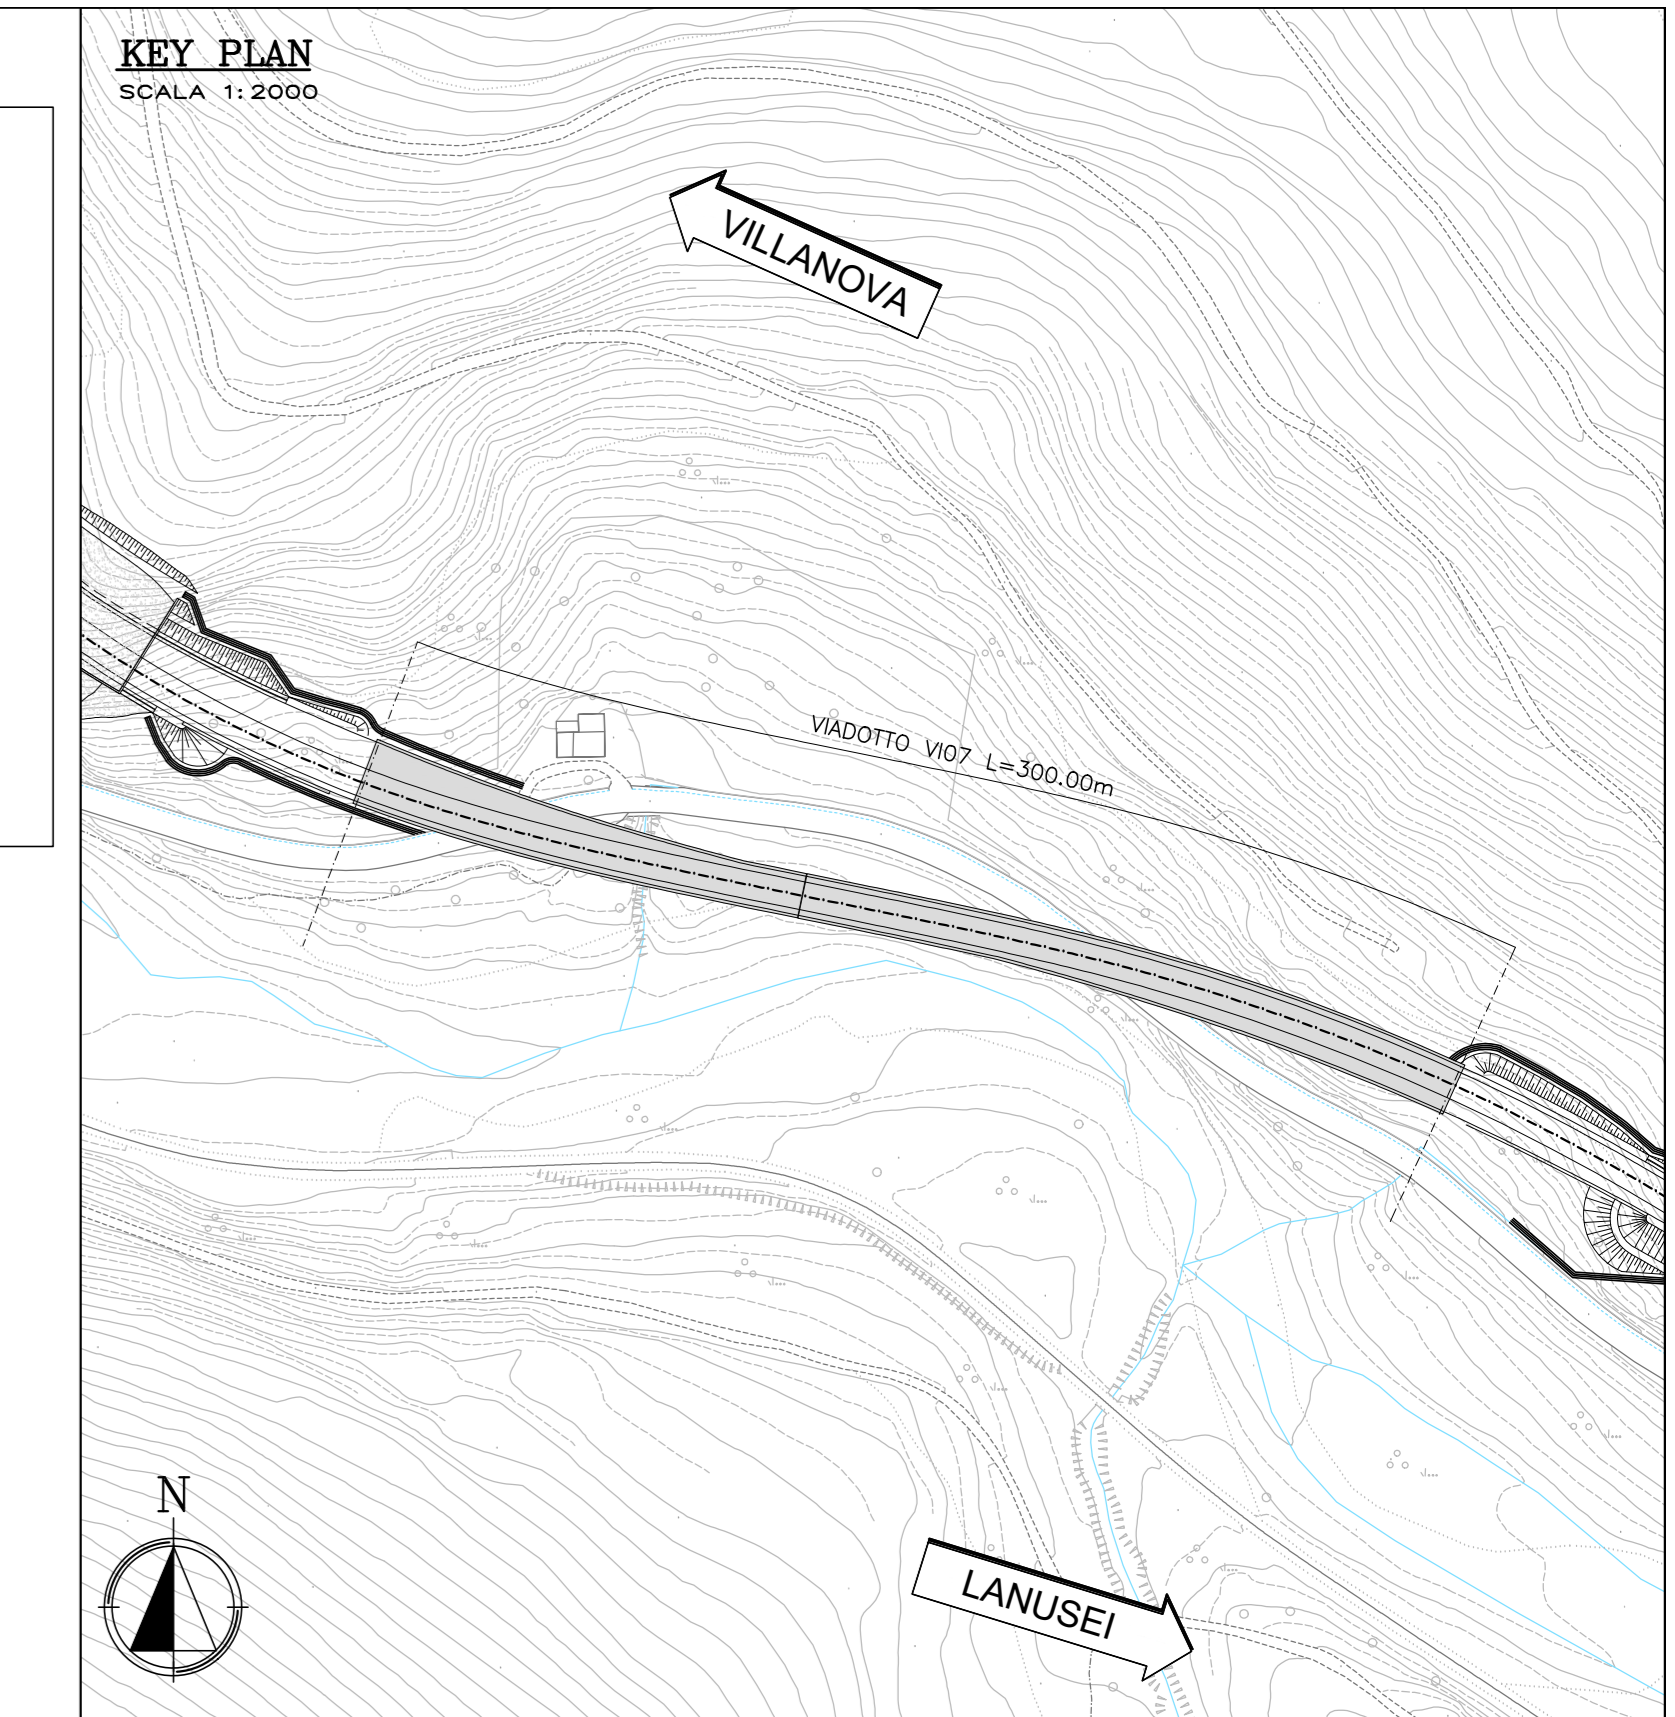 KEY PLAN
SCALA 1:2000
VILLANOVA
VIADOTTO VI07 L=300.00m
N
LANUSEI